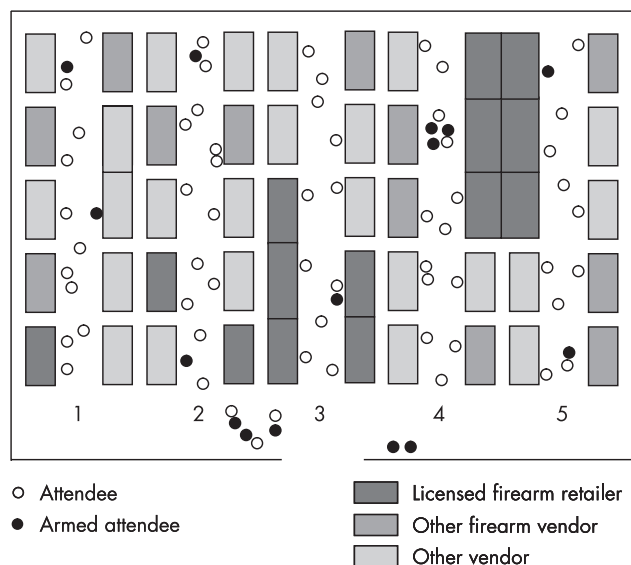 1 2 3 4 5
Attendee
Armed attendee
Licensed firearm retailer
Other firearm vendor
Other vendor